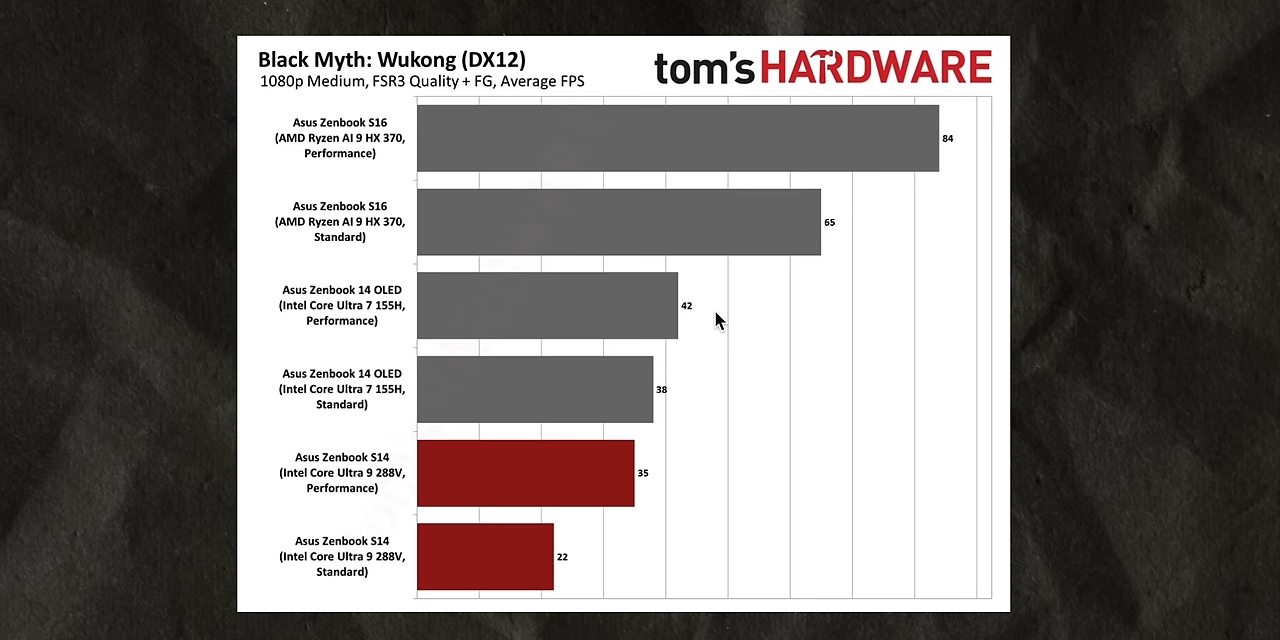 Black Myth: Wukong (DX12)
1080p Medium, FSR3 Quality + FG, Average FPS
tom's HARDWARE
Asus Zenbook S16
(AMD Ryzen AI 9 HX 370,
Performance)
84
Asus Zenbook S16
(AMD Ryzen AI 9 HX 370,
Standard)
65
Asus Zenbook 14 OLED
(Intel Core Ultra 7 155H,
Performance)
42
Asus Zenbook 14 OLED
(Intel Core Ultra 7 155H,
Standard)
38
Asus Zenbook S14
(Intel Core Ultra 9 288V,
Performance)
35
Asus Zenbook S14
(Intel Core Ultra 9 288V,
Standard)
22